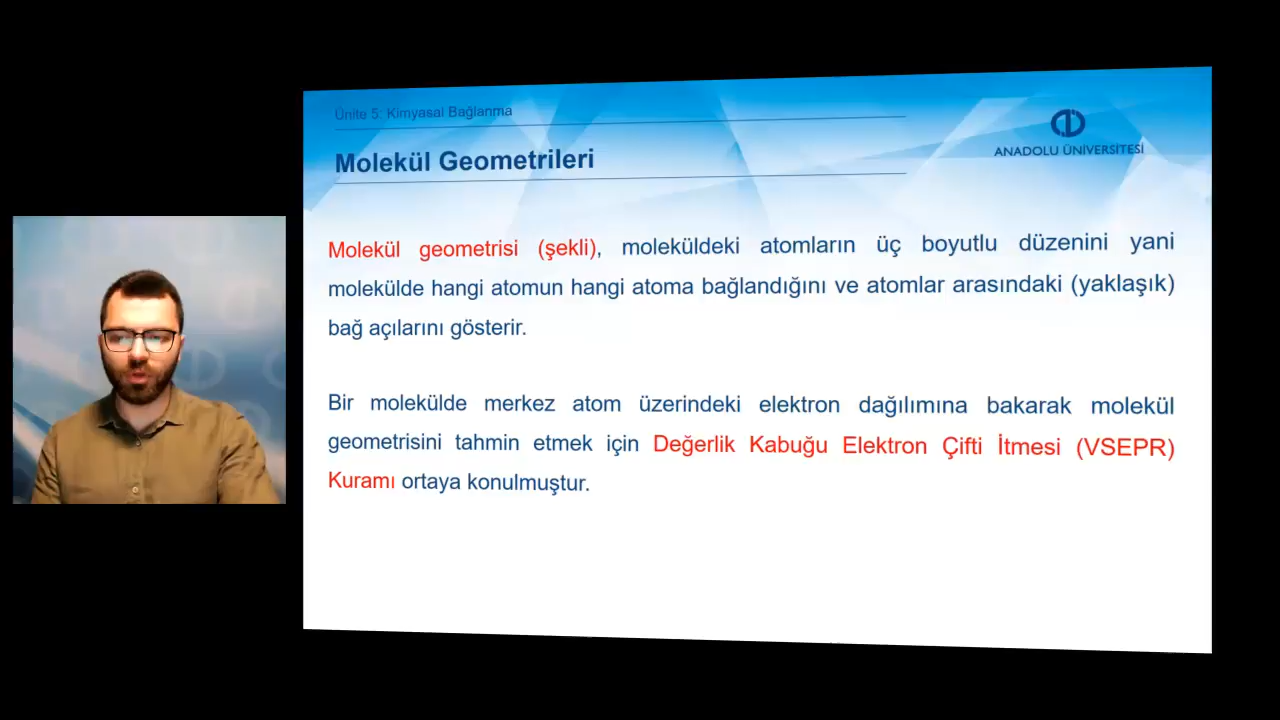 Ünite 5: Kimyasal Bağlanma
Molekül Geometrileri
ANADOLU ÜNİVERSİTESİ
Molekül geometrisi (şekli), moleküldeki atomların üç boyutlu düzenini yani
molekülde hangi atomun hangi atoma bağlandığını ve atomlar arasındaki (yaklaşık)
bağ açılarını gösterir.
Bir molekülde merkez atom üzerindeki elektron dağılımına bakarak molekül
geometrisini tahmin etmek için Değerlik Kabuğu Elektron Çifti İtmesi (VSEPR)
Kuramı ortaya konulmuştur.